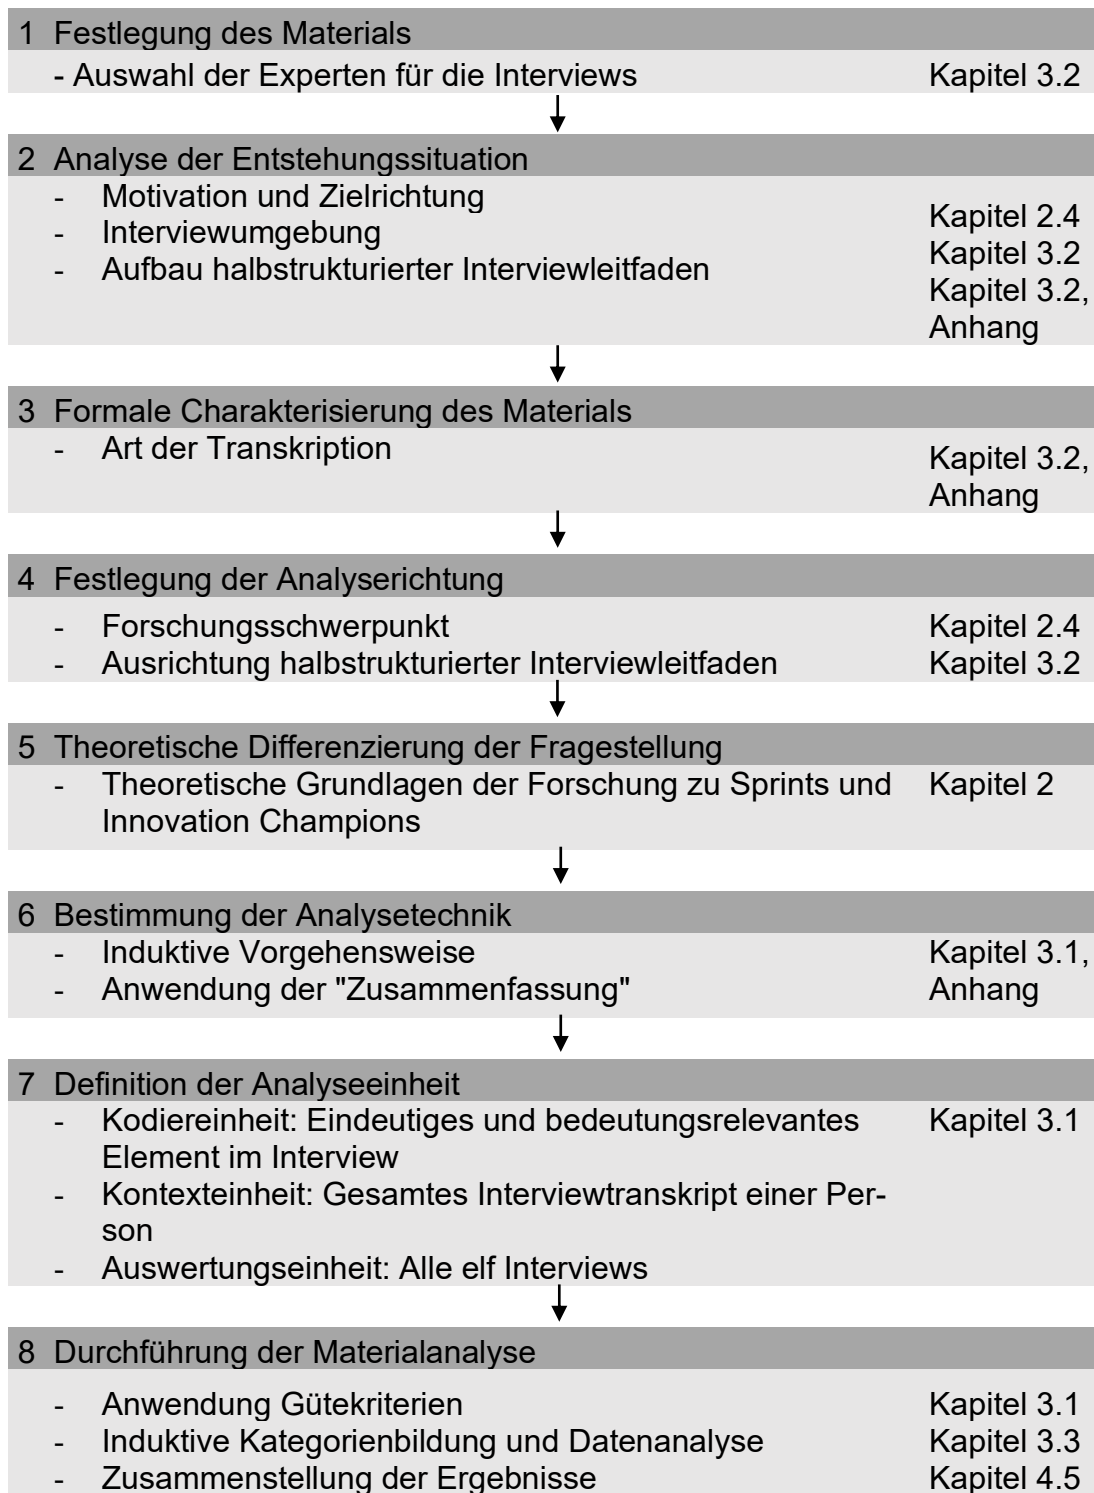 1 Festlegung des Materials
- Auswahl der Experten für die Interviews Kapitel 3.2
2 Analyse der Entstehungssituation
- Motivation und Zielrichtung
Kapitel 2.4
- Interviewumgebung
Kapitel 3.2
- Aufbau halbstrukturierter Interviewleitfaden
Kapitel 3.2,
Anhang
3 Formale Charakterisierung des Materials
- Art der Transkription
Kapitel 3.2,
Anhang
4 Festlegung der Analyserichtung
- Forschungsschwerpunkt Kapitel 2.4
- Ausrichtung halbstrukturierter Interviewleitfaden Kapitel 3.2
5 Theoretische Differenzierung der Fragestellung
- Theoretische Grundlagen der Forschung zu Sprints und Kapitel 2
Innovation Champions
6 Bestimmung der Analysetechnik
- Induktive Vorgehensweise Kapitel 3.1,
- Anwendung der "Zusammenfassung" Anhang
7 Definition der Analyseeinheit
- Kodiereinheit: Eindeutiges und bedeutungsrelevantes Kapitel 3.1
Element im Interview
- Kontexteinheit: Gesamtes Interviewtranskript einer Per-
son
- Auswertungseinheit: Alle elf Interviews
8 Durchführung der Materialanalyse
- Anwendung Gütekriterien Kapitel 3.1
- Induktive Kategorienbildung und Datenanalyse Kapitel 3.3
- Zusammenstellung der Ergebnisse Kapitel 4.5